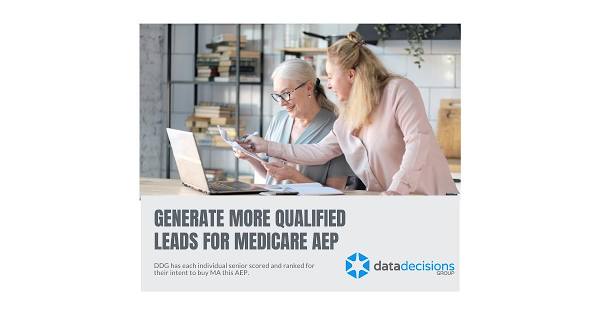 GENERATE MORE QUALIFIED
LEADS FOR MEDICARE AEP
DDG has each individual senior scored and ranked for
their intent to buy MA this AEP.
datadecisions
GROUP